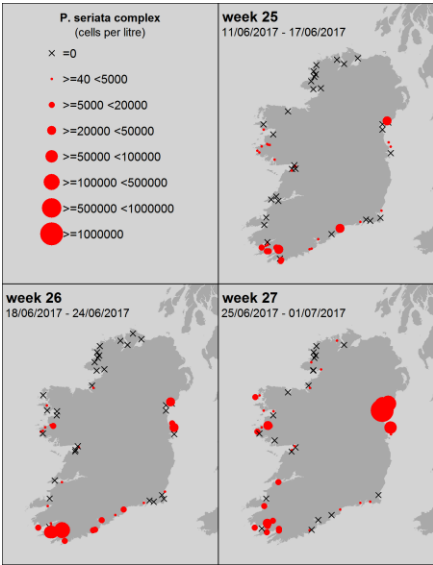 P. seriata complex
(cells per litre)
=0
>=40 <5000
>=5000 <20000
>=20000 <50000
>=50000 <100000
>=100000 <500000
>=500000 <1000000
>=1000000
week 25
11/06/2017 - 17/06/2017
week 26
18/06/2017 - 24/06/2017
week 27
25/06/2017 - 01/07/2017